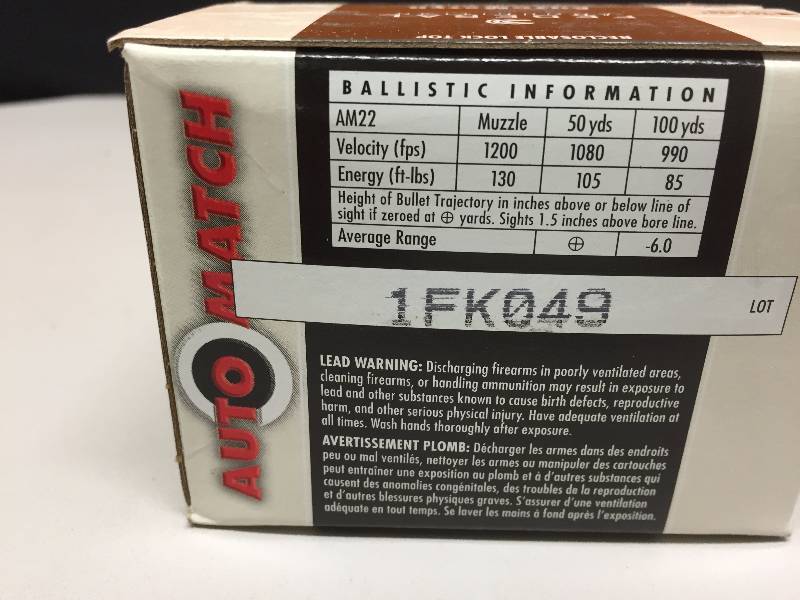 RECLOSABLE LOCK TOP
FEDERAL
AUTO MATCH
BALLISTIC INFORMATION
AM22 Muzzle 50 yds 100 yds
Velocity (fps) 1200 1080 990
Energy (ft-lbs) 130 105 85
Height of Bullet Trajectory in inches above or below line of
sight if zeroed at ⊕ yards. Sights 1.5 inches above bore line.
Average Range ⊕ -6.0
1FK049 LOT
LEAD WARNING: Discharging firearms in poorly ventilated areas,
cleaning firearms, or handling ammunition may result in exposure to
lead and other substances known to cause birth defects, reproductive
harm, and other serious physical injury. Have adequate ventilation at
all times. Wash hands thoroughly after exposure.
AVERTISSEMENT PLOMB: Décharger les armes dans des endroits
peu ou mal ventilés, nettoyer les armes ou manipuler des cartouches
peut entraîner une exposition au plomb et à d'autres substances qui
causent des anomalies congénitales, des troubles de la reproduction
et d'autres blessures physiques graves. S'assurer d'une ventilation
adéquate en tout temps. Se laver les mains à fond après l'exposition.